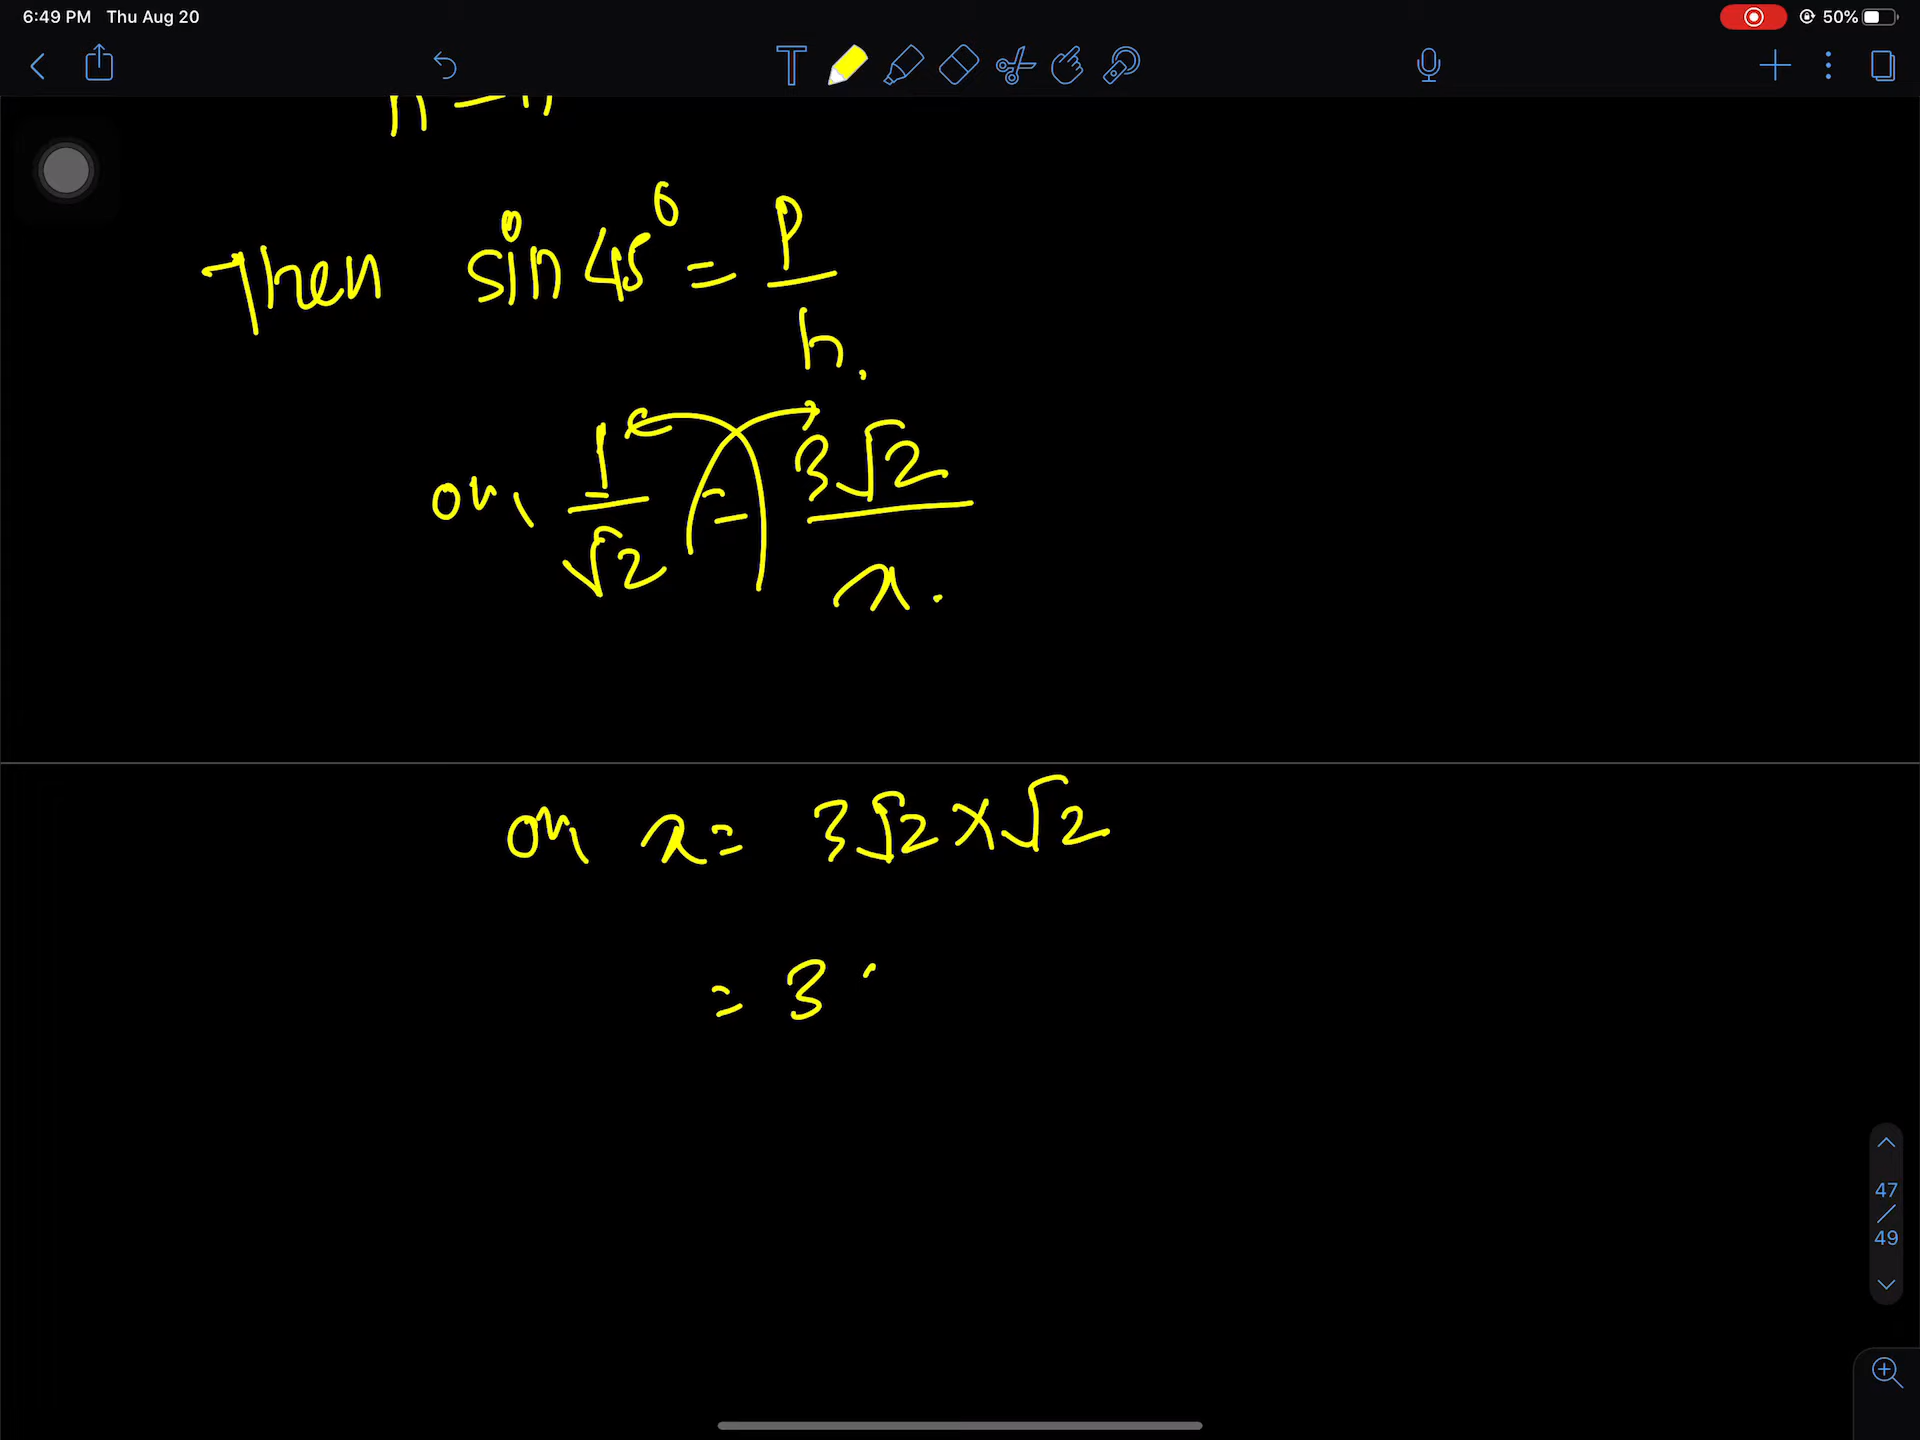 6:49 PM Thu Aug 20
50%
T
Then sin 45° = p/h.
or, 1/√2 = 3√2/x.
or, x = 3√2 × √2
= 3
47
/
49